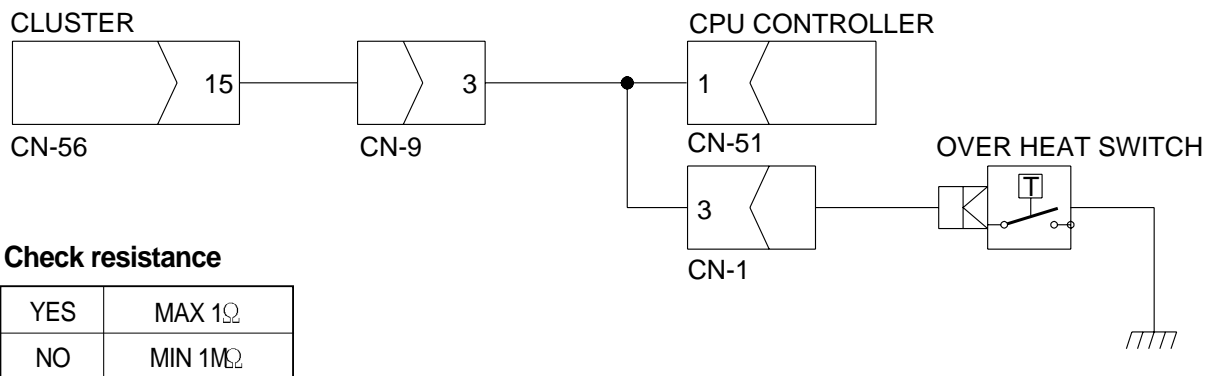 CLUSTER
CPU CONTROLLER
15
3
1
CN-56
CN-9
CN-51
OVER HEAT SWITCH
T
3
CN-1
Check resistance
YES MAX 1Ω
NO MIN 1MΩ